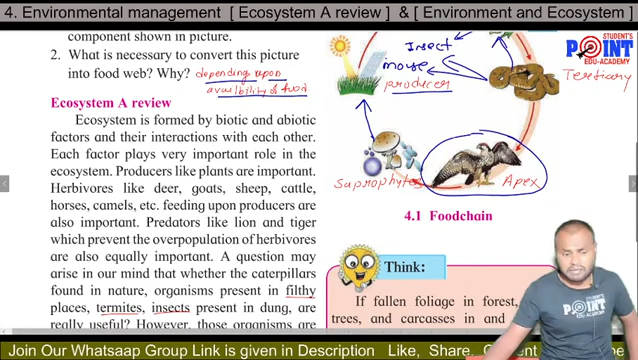 4. Environmental management [ Ecosystem A review ] & [ Environment and Ecosystem ]
component shown in picture.
2. What is necessary to convert this picture
into food web? Why? depending upon
availbility of food
Ecosystem A review
Ecosystem is formed by biotic and abiotic
factors and their interactions with each other.
Each factor plays very important role in the
ecosystem. Producers like plants are important.
Herbivores like deer, goats, sheep, cattle,
horses, camels, etc. feeding upon producers are
also important. Predators like lion and tiger
which prevent the overpopulation of herbivores
are also equally important. A question may
arise in our mind that whether the caterpillars
found in nature, organisms present in filthy
places, termites, insects present in dung, are
really useful? However, those organisms are
Insect
mouse
producer
Tertiary
Saprophytes
Apex
4.1 Foodchain
Think:
If fallen foliage in forest,
trees, and carcasses in and
STUDENT'S
POINT
EDU-ACADEMY
POINT
Join Our Whatsaap Group Link is given in Description Like, Share,